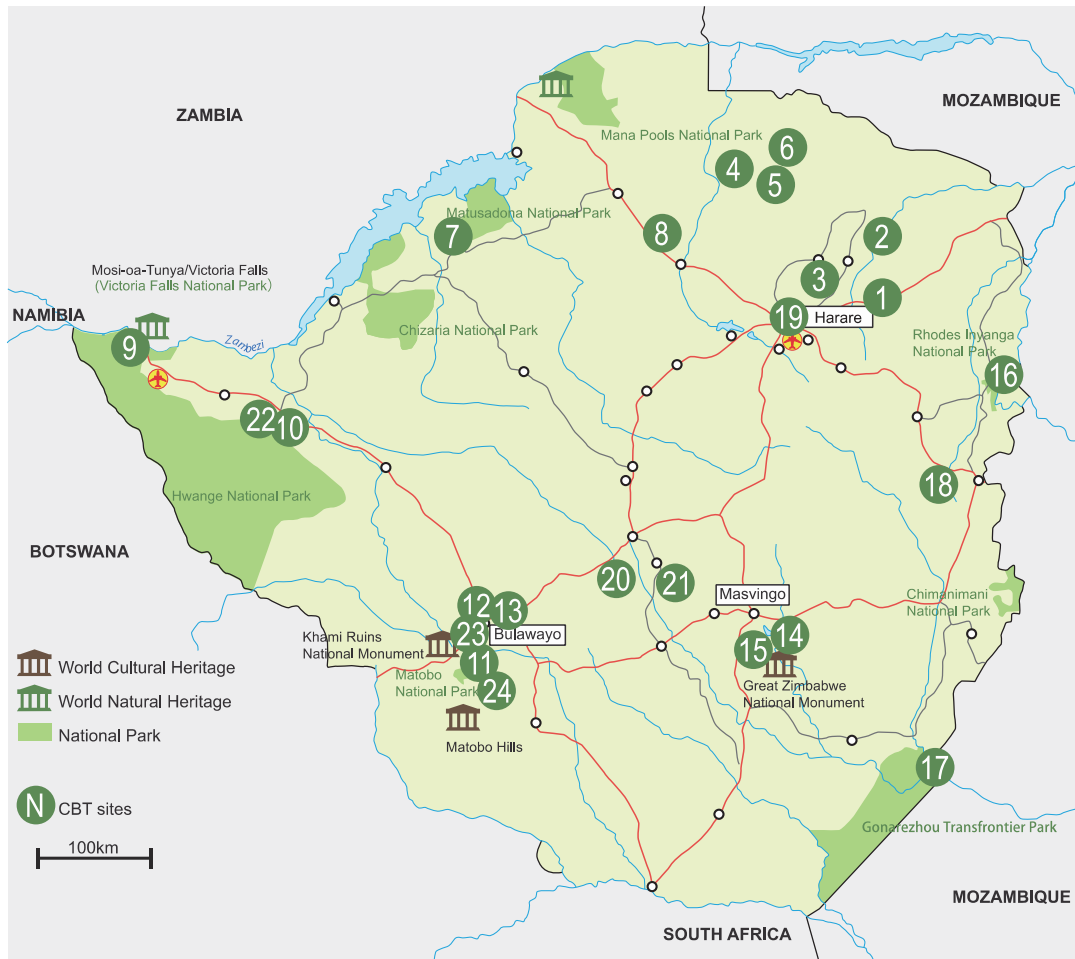 ZAMBIA
MOZAMBIQUE
Mana Pools National Park
6
4
5
Matusadona National Park
7
8
2
3
1
Mosi-oa-Tunya/Victoria Falls
(Victoria Falls National Park)
NAMIBIA
Zambezi
9
Chizaria National Park
19
Harare
Rhodes Inyanga
National Park
16
22
10
Hwange National Park
18
BOTSWANA
20
21
12
13
Masvingo
Chimanimani
National Park
Khami Ruins
National Monument
23
Bulawayo
14
15
11
Matobo
National Park
24
Great Zimbabwe
National Monument
Matobo Hills
World Cultural Heritage
World Natural Heritage
National Park
17
N
CBT sites
Gonarezhou Transfrontier Park
100km
MOZAMBIQUE
SOUTH AFRICA